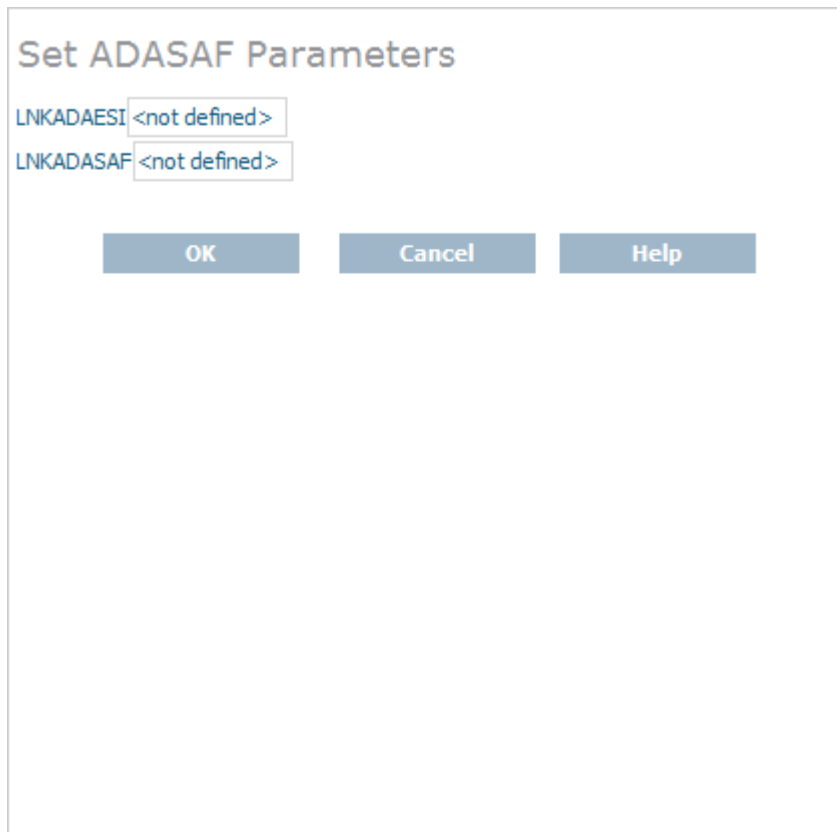 Set ADASAF Parameters
LNKADAESI <not defined>
LNKADASAF <not defined>
OK Cancel Help